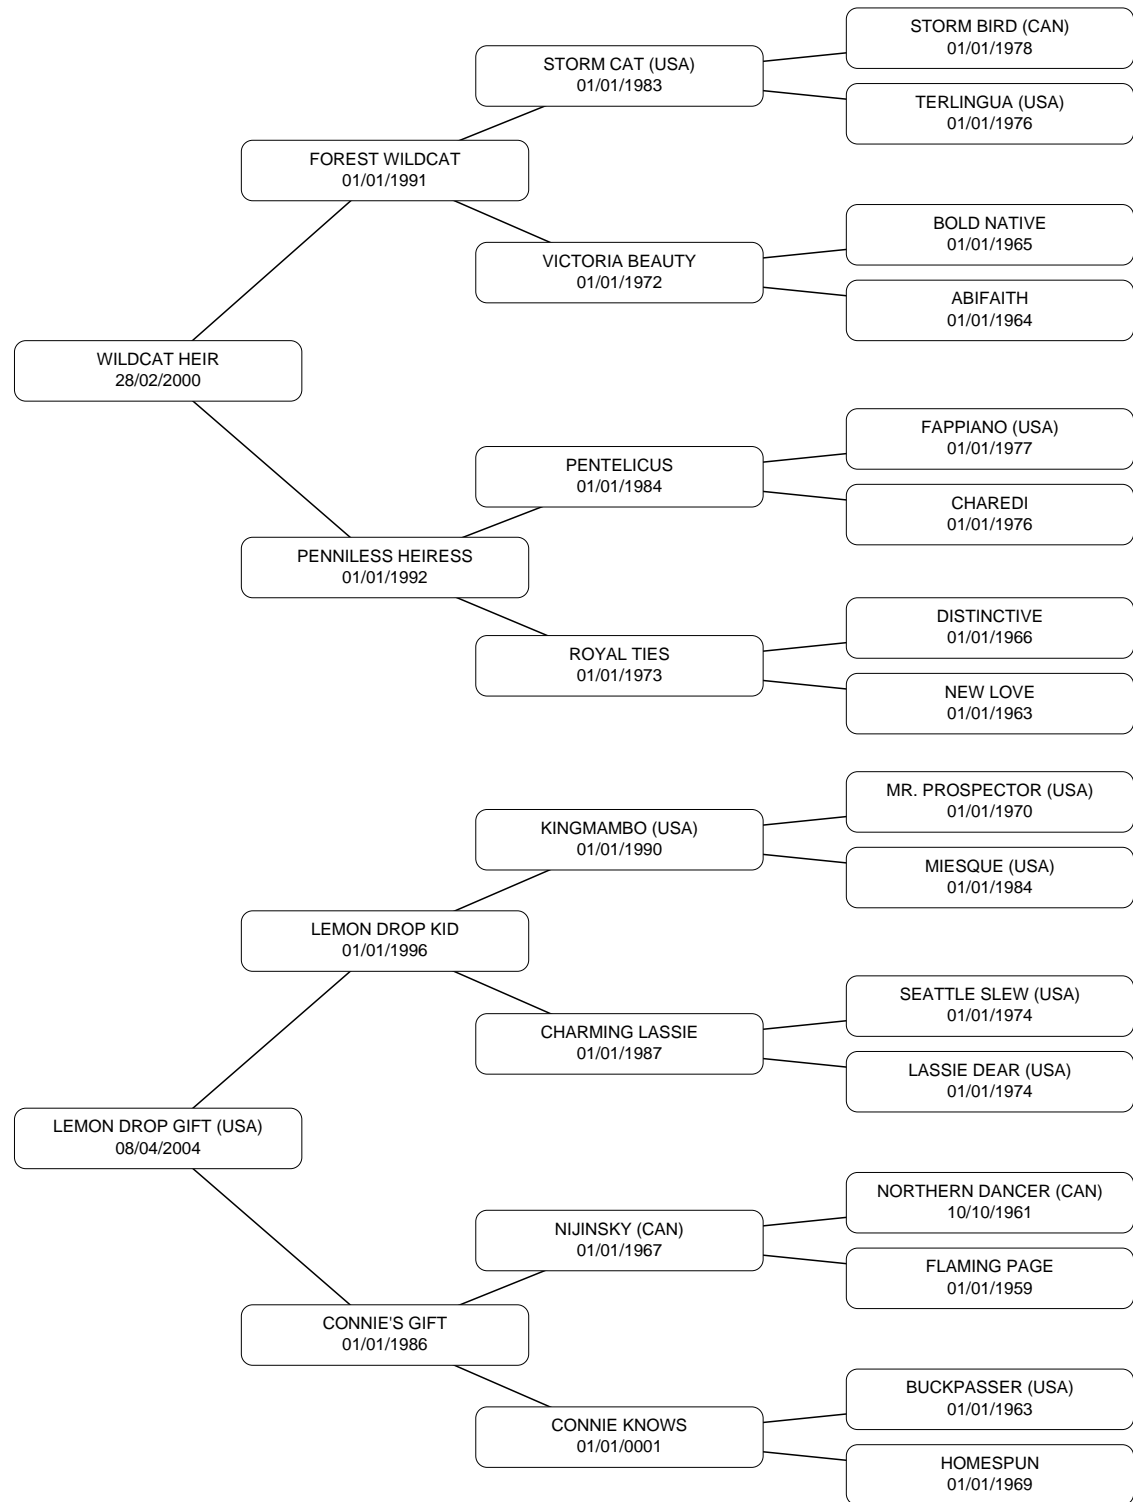 STORM BIRD (CAN)
01/01/1978
STORM CAT (USA)
01/01/1983
TERLINGUA (USA)
01/01/1976
FOREST WILDCAT
01/01/1991
BOLD NATIVE
01/01/1965
VICTORIA BEAUTY
01/01/1972
ABIFAITH
01/01/1964
WILDCAT HEIR
28/02/2000
FAPPIANO (USA)
01/01/1977
PENTELICUS
01/01/1984
CHAREDI
01/01/1976
PENNILESS HEIRESS
01/01/1992
DISTINCTIVE
01/01/1966
ROYAL TIES
01/01/1973
NEW LOVE
01/01/1963
MR. PROSPECTOR (USA)
01/01/1970
KINGMAMBO (USA)
01/01/1990
MIESQUE (USA)
01/01/1984
LEMON DROP KID
01/01/1996
SEATTLE SLEW (USA)
01/01/1974
CHARMING LASSIE
01/01/1987
LASSIE DEAR (USA)
01/01/1974
LEMON DROP GIFT (USA)
08/04/2004
NORTHERN DANCER (CAN)
10/10/1961
NIJINSKY (CAN)
01/01/1967
FLAMING PAGE
01/01/1959
CONNIE'S GIFT
01/01/1986
BUCKPASSER (USA)
01/01/1963
CONNIE KNOWS
01/01/0001
HOMESPUN
01/01/1969